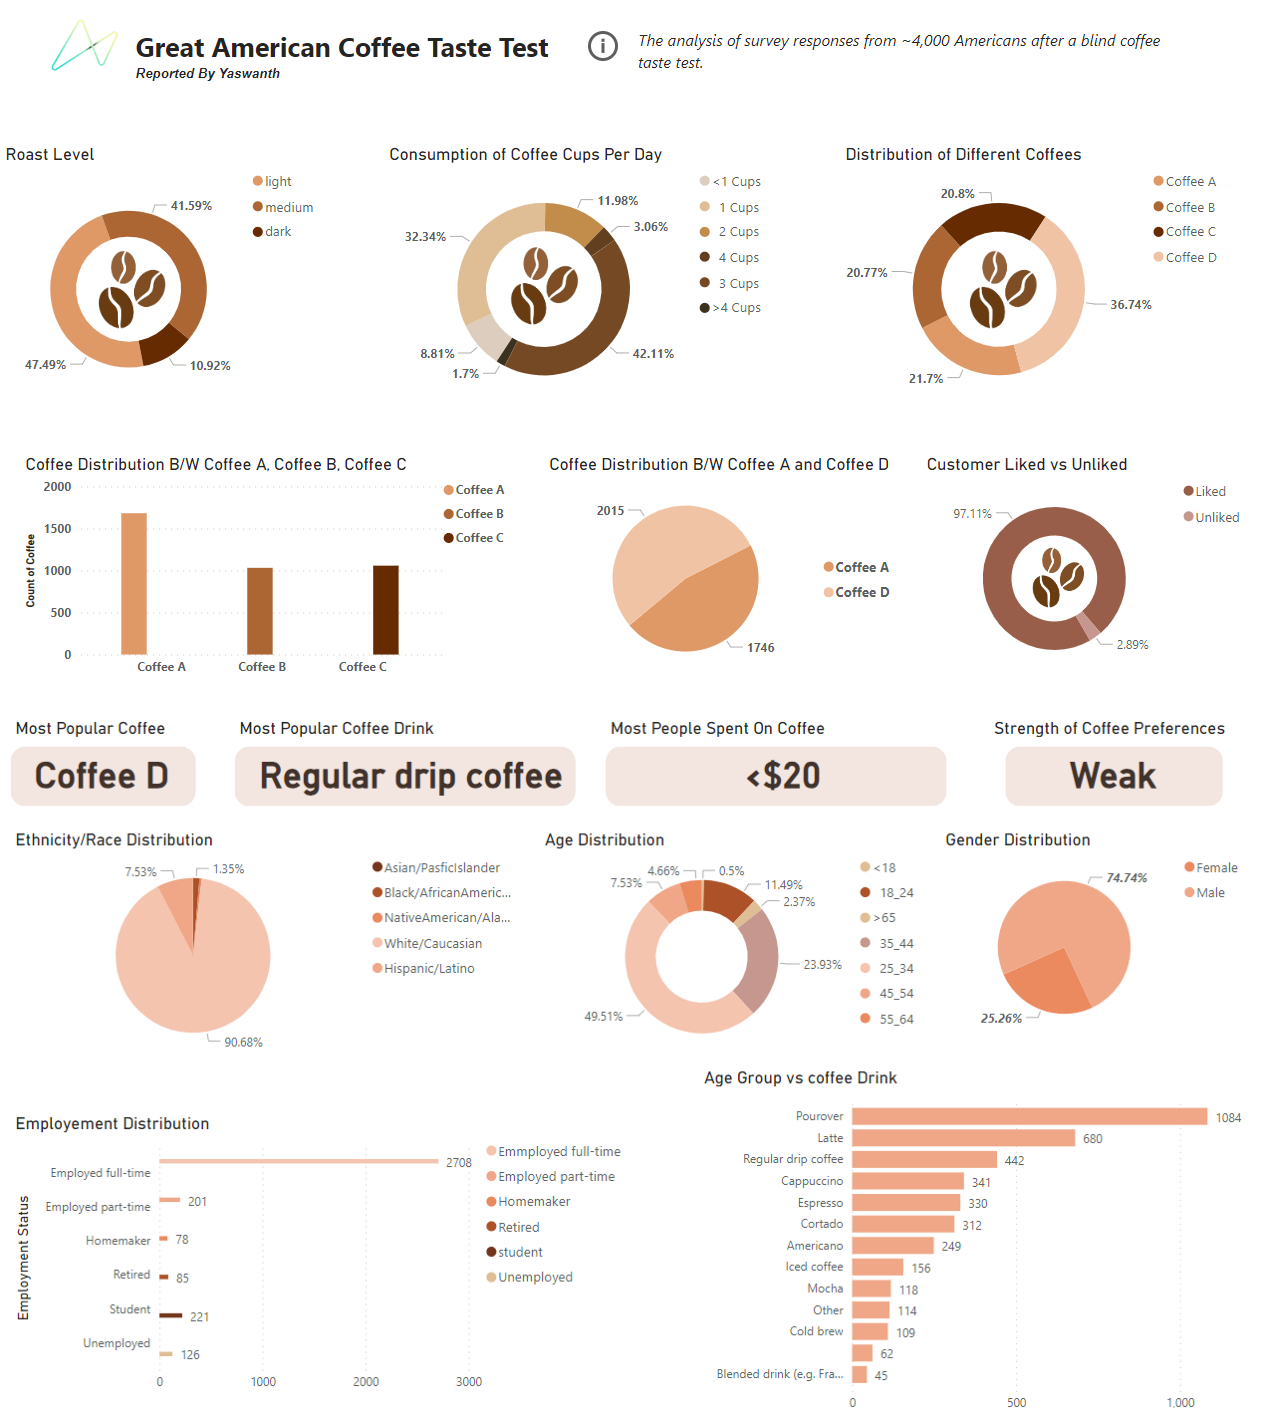 Great American Coffee Taste Test
Reported By Yaswanth
The analysis of survey responses from ~4,000 Americans after a blind coffee
taste test.
Roast Level
light
medium
dark
41.59%
47.49%
10.92%
Consumption of Coffee Cups Per Day
<1 Cups
1 Cups
2 Cups
4 Cups
3 Cups
>4 Cups
11.98%
3.06%
32.34%
8.81%
1.7%
42.11%
Distribution of Different Coffees
Coffee A
Coffee B
Coffee C
Coffee D
20.8%
20.77%
36.74%
21.7%
Coffee Distribution B/W Coffee A, Coffee B, Coffee C
2000
1500
1000
500
0
Count of Coffee
Coffee A
Coffee B
Coffee C
Coffee A
Coffee B
Coffee C
Coffee Distribution B/W Coffee A and Coffee D
2015
1746
Coffee A
Coffee D
Customer Liked vs Unliked
Liked
Unliked
97.11%
2.89%
Most Popular Coffee
Coffee D
Most Popular Coffee Drink
Regular drip coffee
Most People Spent On Coffee
<$20
Strength of Coffee Preferences
Weak
Ethnicity/Race Distribution
7.53%
1.35%
90.68%
Asian/PasficIslander
Black/AfricanAmeric...
NativeAmerican/Ala...
White/Caucasian
Hispanic/Latino
Age Distribution
4.66%
0.5%
7.53%
11.49%
2.37%
23.93%
49.51%
<18
18_24
>65
35_44
25_34
45_54
55_64
Gender Distribution
74.74%
25.26%
Female
Male
Employement Distribution
Employment Status
Employed full-time
2708
Employed part-time
201
Homemaker
78
Retired
85
Student
221
Unemployed
126
0
1000
2000
3000
Emmployed full-time
Employed part-time
Homemaker
Retired
student
Unemployed
Age Group vs coffee Drink
Pourover
1084
Latte
680
Regular drip coffee
442
Cappuccino
341
Espresso
330
Cortado
312
Americano
249
Iced coffee
156
Mocha
118
Other
114
Cold brew
109
62
Blended drink (e.g. Fra...
45
0
500
1,000